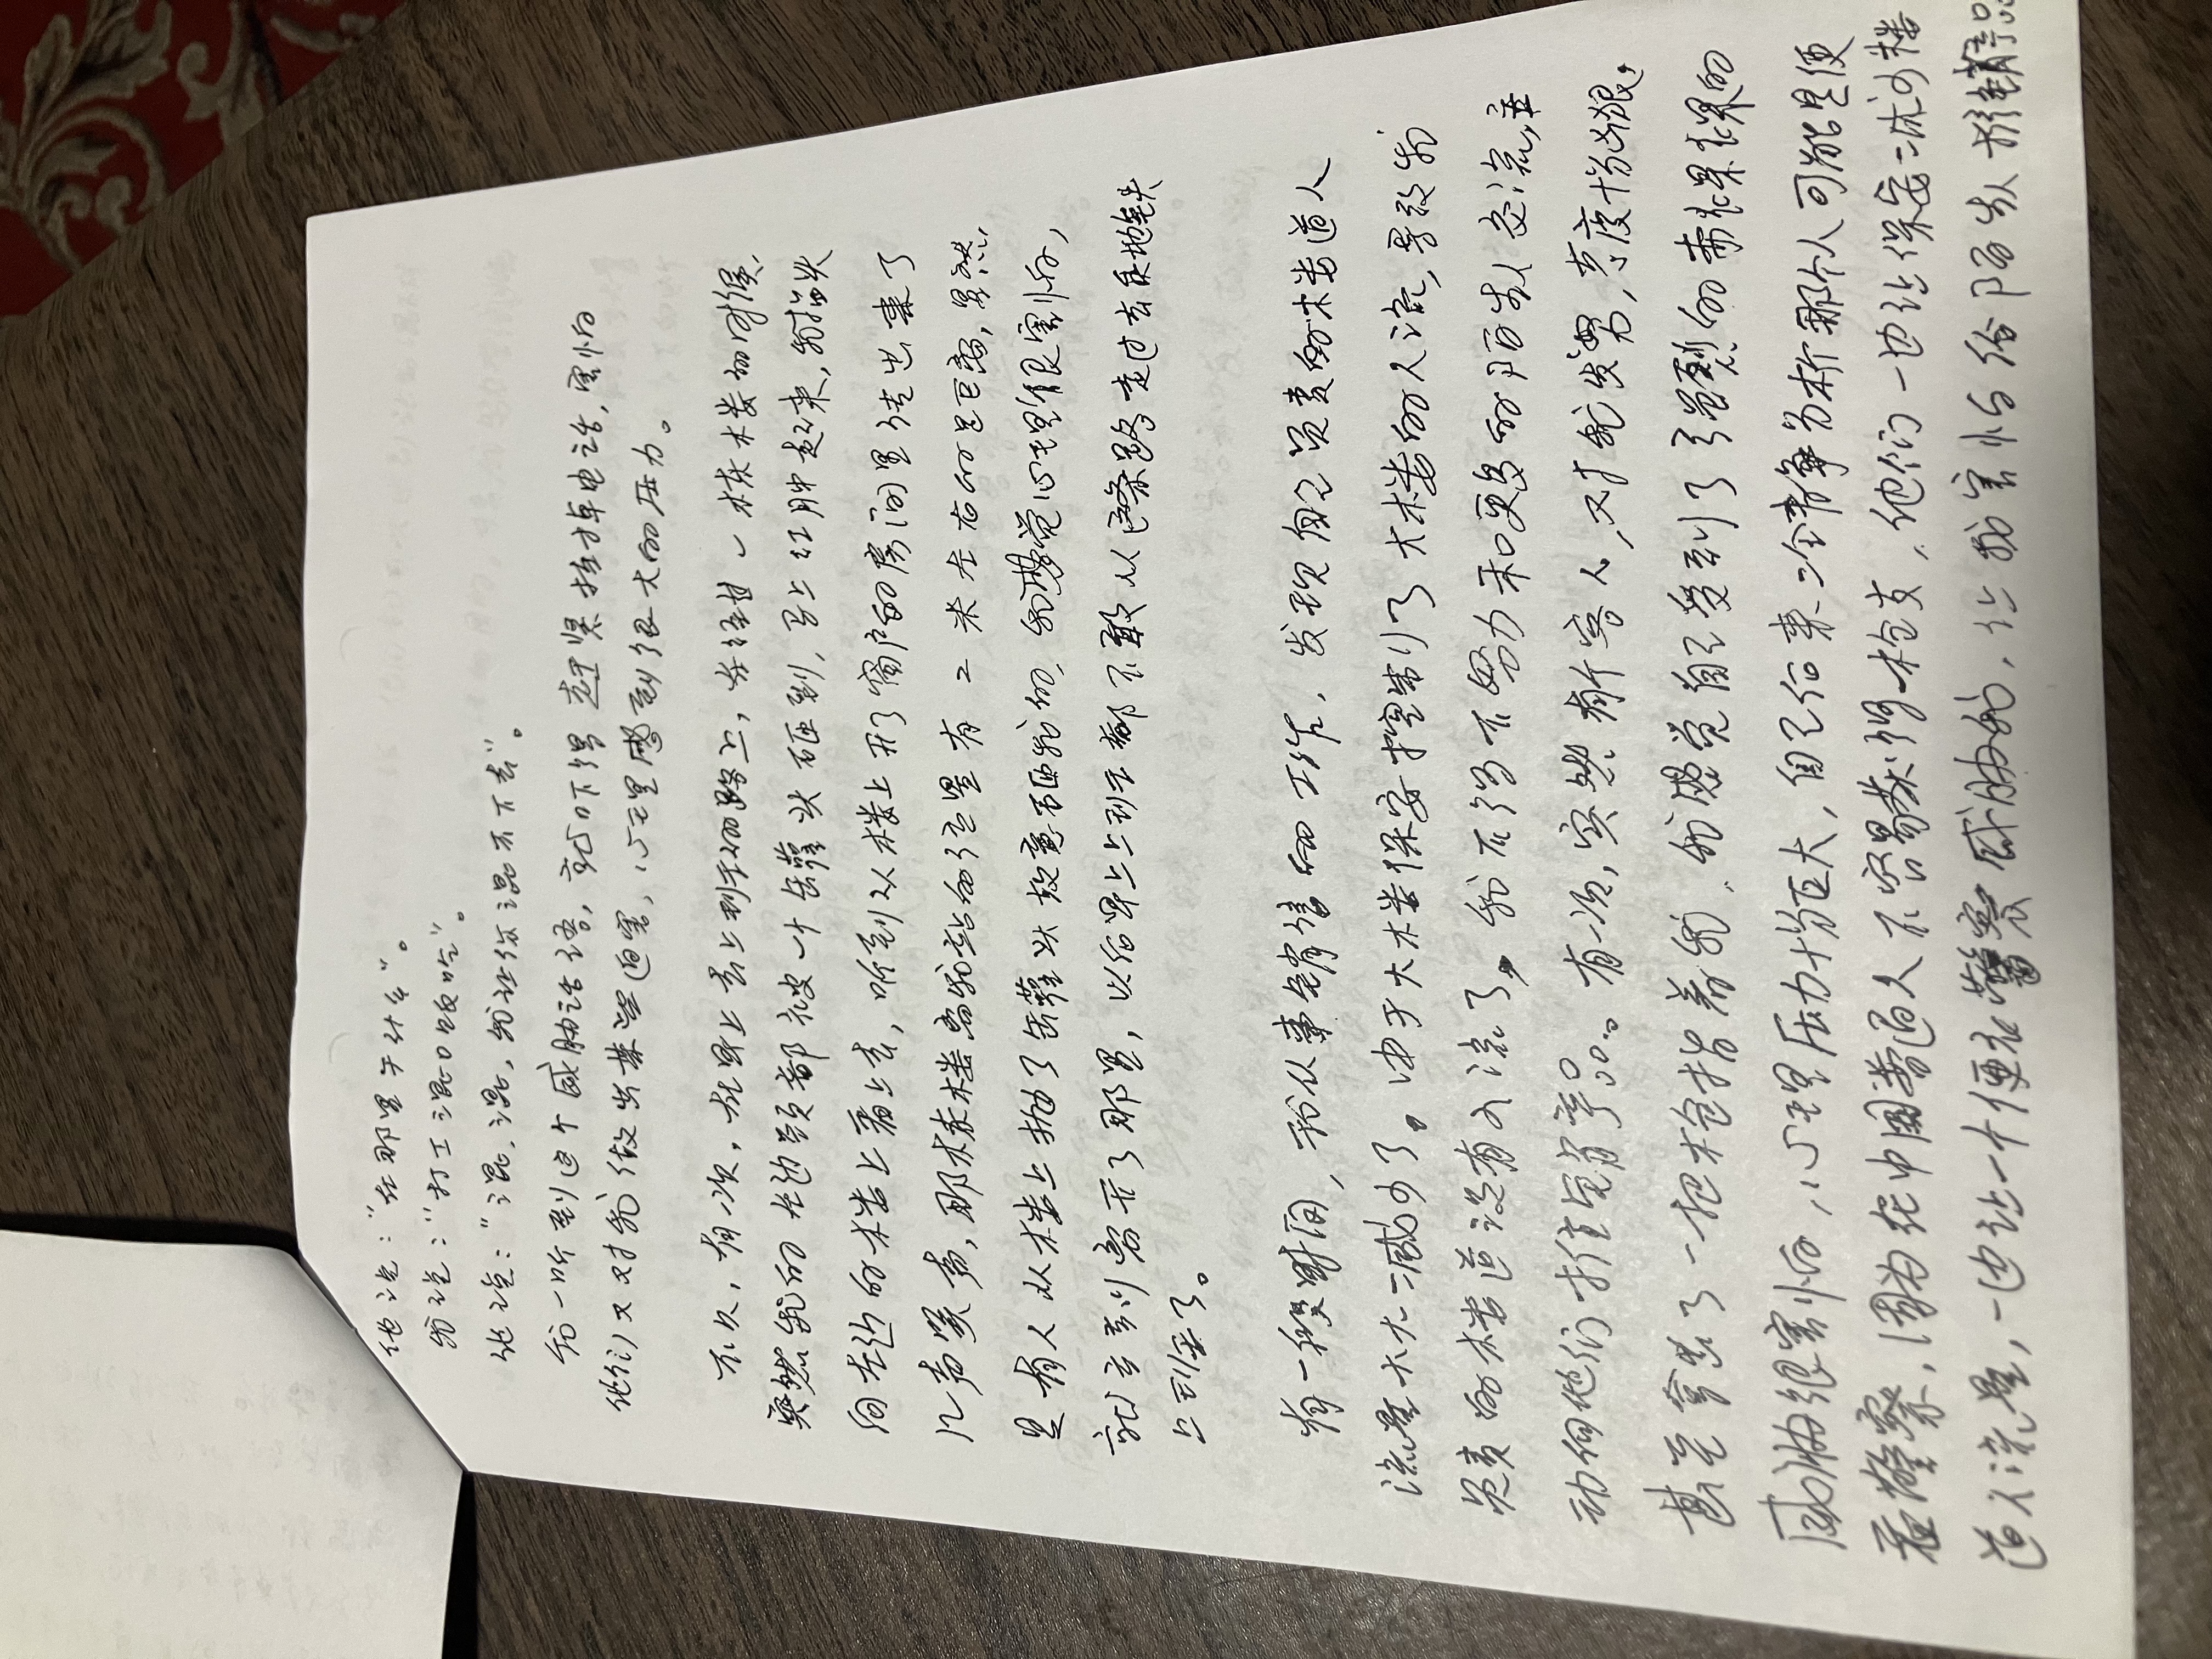 他说：“在那里干什么”。
我说：“打工混口饭吃”。
他说：“混，混，我让你混不下去”。
我一听到这个威胁话语，就吓得赶紧挂掉电话，害怕
他们又对我做出某些迫害，心理感到很大的压力。
不久，有一次，在早上去上班的路上，在经过一栋楼的时候，
突然我的左边颈部被一个罐头砸到，马上红肿起来，我抬头
向左边的楼上看上去，听到从楼上开了窗户的房间里传出来了
几声笑声，那栋楼离我站的位置有2米左右的距离，显然
是有人从楼上抛了罐头故意砸我的，我感觉心理很害怕，
就立刻离开了那里，以后早上上班都不敢从这条路走过去坐地铁
上班了。
有一段时间，我从事销售的工作，发现自己负责的楼道人
流量大大减少了。由于大楼保安控制了大楼的人流，导致我
负责的楼道没有人流了，我不得不努力和更多的陌生人交流，主
动向他们推销产品。有一次，突然有个客人，对我发怒，态度十分凶狠，
甚至拿出了一把枪指着我，我感觉自己受到了强烈的赤裸裸的
威胁很害怕，心理压力十分巨大，自己后来冷静分析那个人可能是便
衣警察，因为在中国普通人不容易获得枪支，他们一边让保安减少楼
道人流量，一边让一个便衣警察威胁我，让我害怕给陌生人推销产品